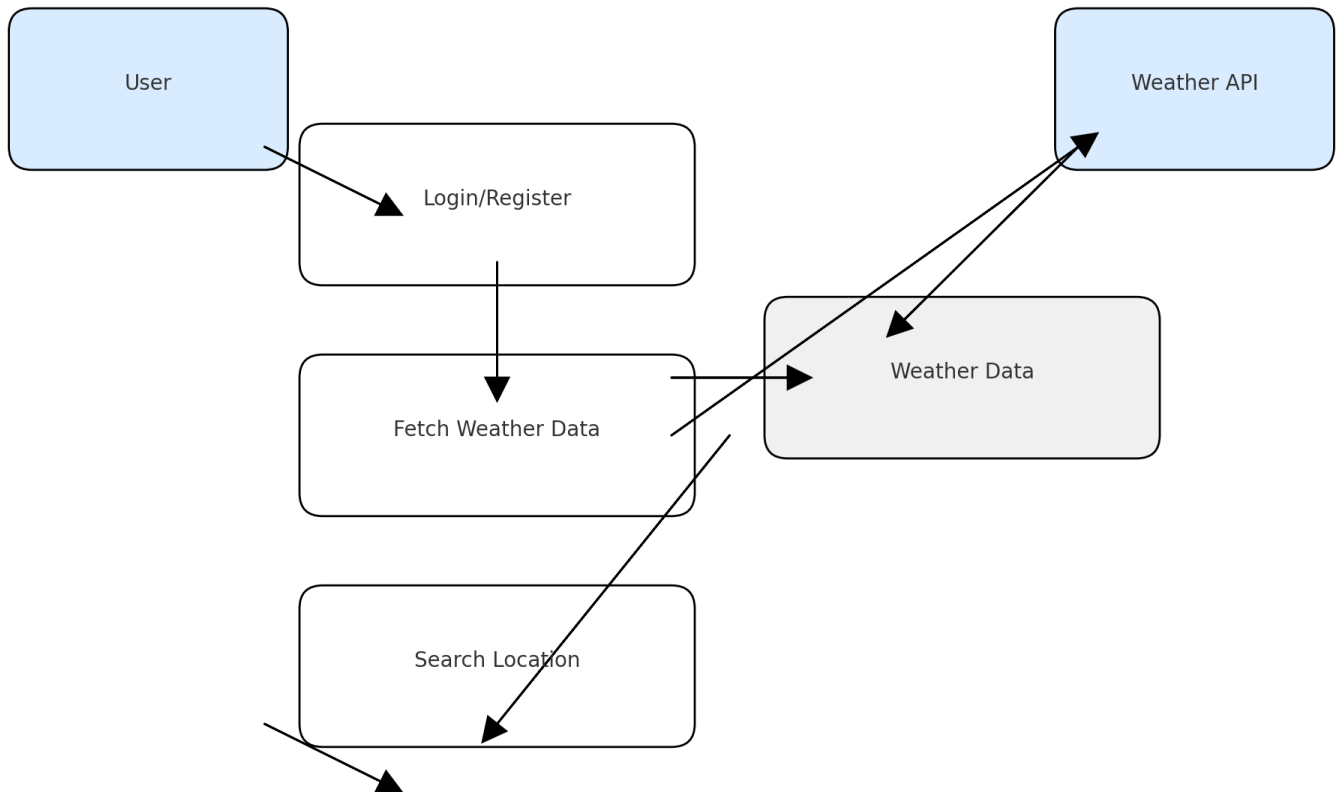 User
Weather API
Login/Register
Weather Data
Fetch Weather Data
Search Location